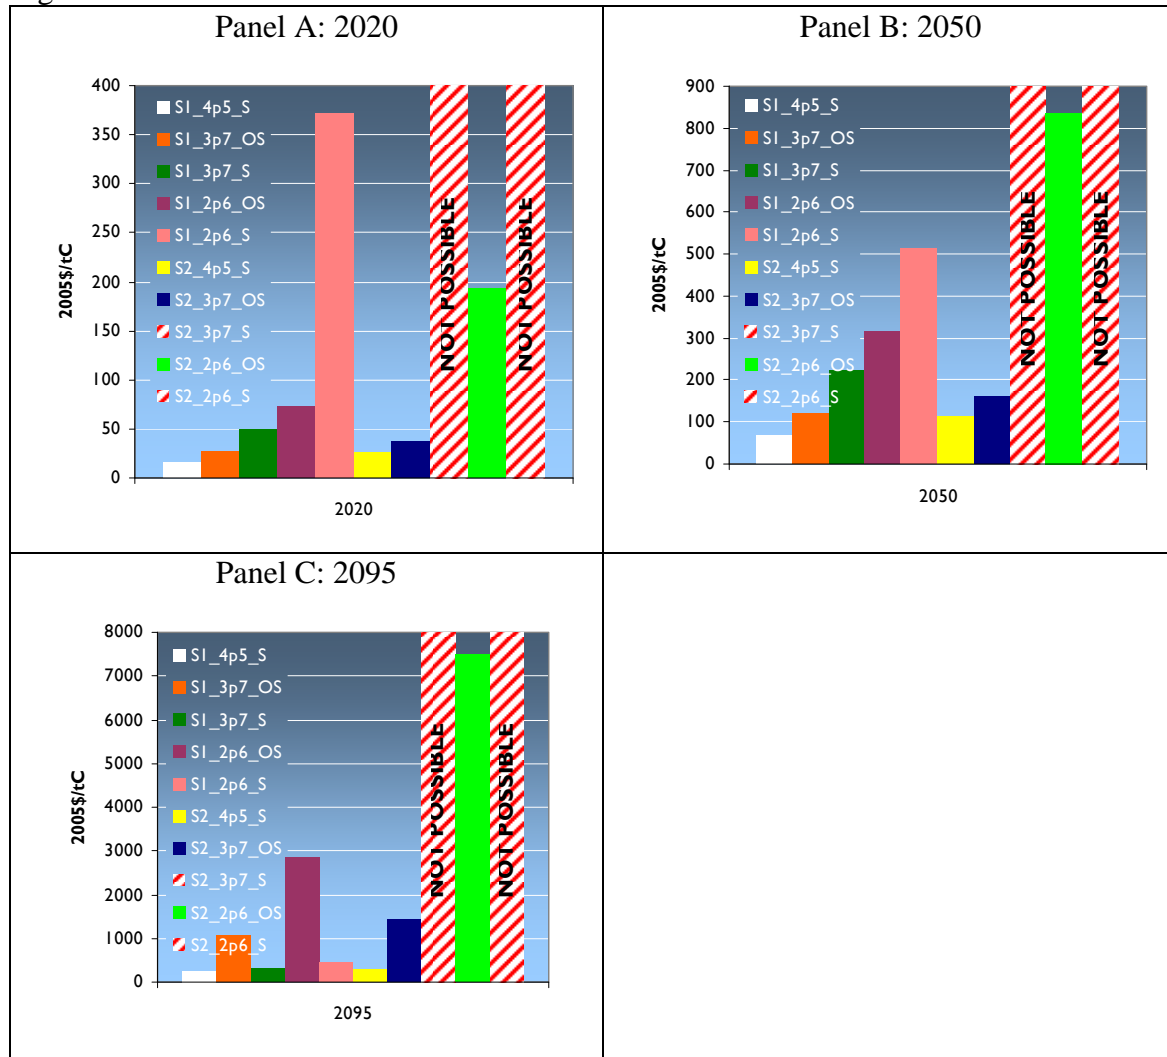 Panel A: 2020
400
350
300
250
200
150
100
50
0
2005$/tC
S1_4p5_S
S1_3p7_OS
S1_3p7_S
S1_2p6_OS
S1_2p6_S
S2_4p5_S
S2_3p7_OS
S2_3p7_S
S2_2p6_OS
S2_2p6_S
NOT POSSIBLE
NOT POSSIBLE
2020
Panel B: 2050
900
800
700
600
500
400
300
200
100
0
2005$/tC
S1_4p5_S
S1_3p7_OS
S1_3p7_S
S1_2p6_OS
S1_2p6_S
S2_4p5_S
S2_3p7_OS
S2_3p7_S
S2_2p6_OS
S2_2p6_S
NOT POSSIBLE
NOT POSSIBLE
2050
Panel C: 2095
8000
7000
6000
5000
4000
3000
2000
1000
0
2005$/tC
S1_4p5_S
S1_3p7_OS
S1_3p7_S
S1_2p6_OS
S1_2p6_S
S2_4p5_S
S2_3p7_OS
S2_3p7_S
S2_2p6_OS
S2_2p6_S
NOT POSSIBLE
NOT POSSIBLE
2095